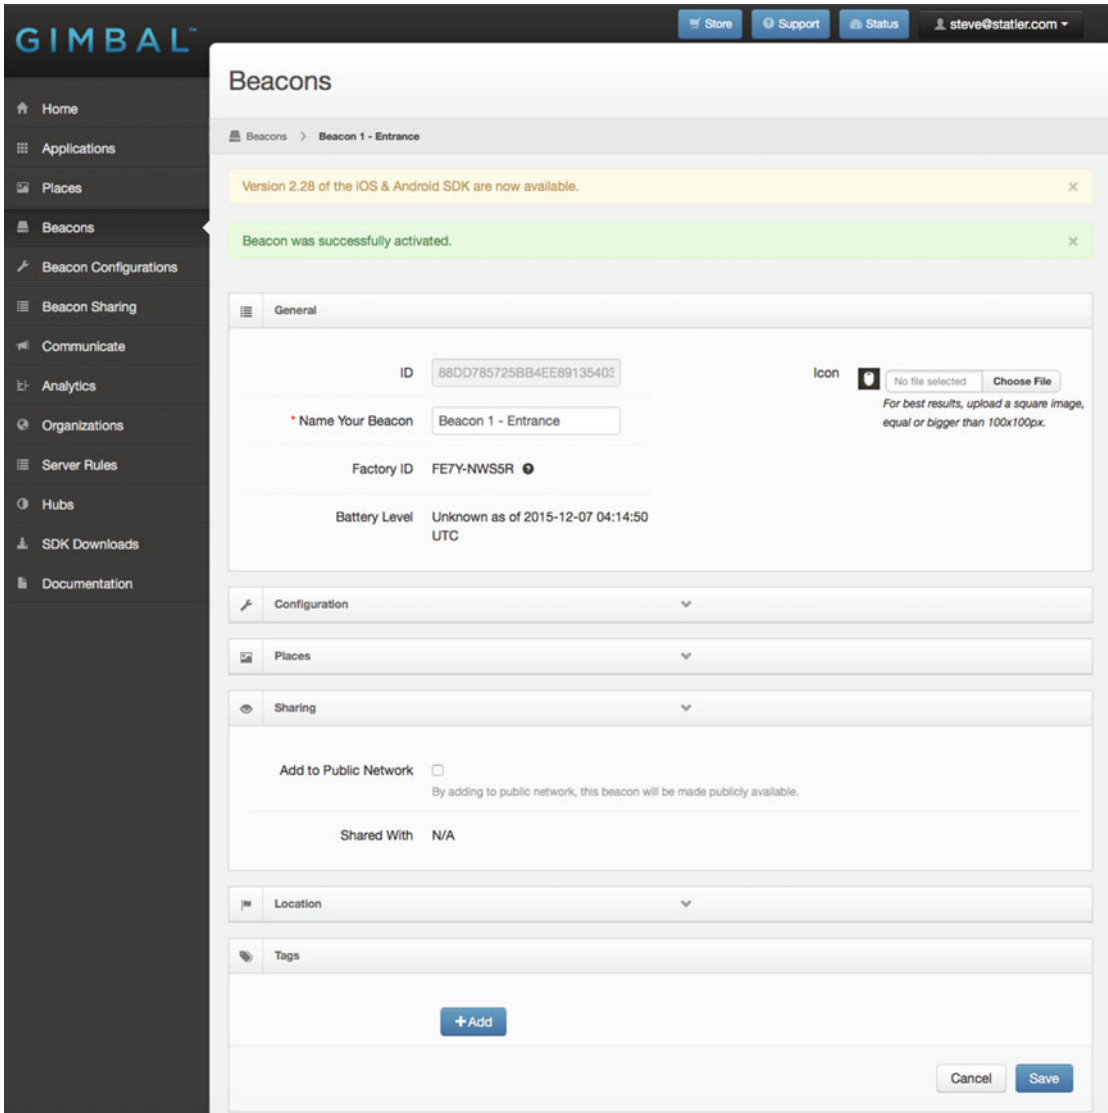 GIMBAL™
Store
Support
Status
steve@statler.com
Home
Applications
Places
Beacons
Beacon Configurations
Beacon Sharing
Communicate
Analytics
Organizations
Server Rules
Hubs
SDK Downloads
Documentation
Beacons
Beacons > Beacon 1 - Entrance
Version 2.28 of the iOS & Android SDK are now available. ×
Beacon was successfully activated. ×
General
ID 88DD785725BB4EE89135403
Icon No file selected Choose File
For best results, upload a square image,
equal or bigger than 100x100px.
* Name Your Beacon Beacon 1 - Entrance
Factory ID FE7Y-NWS5R
Battery Level Unknown as of 2015-12-07 04:14:50
UTC
Configuration
Places
Sharing
Add to Public Network
By adding to public network, this beacon will be made publicly available.
Shared With N/A
Location
Tags
+Add
Cancel Save